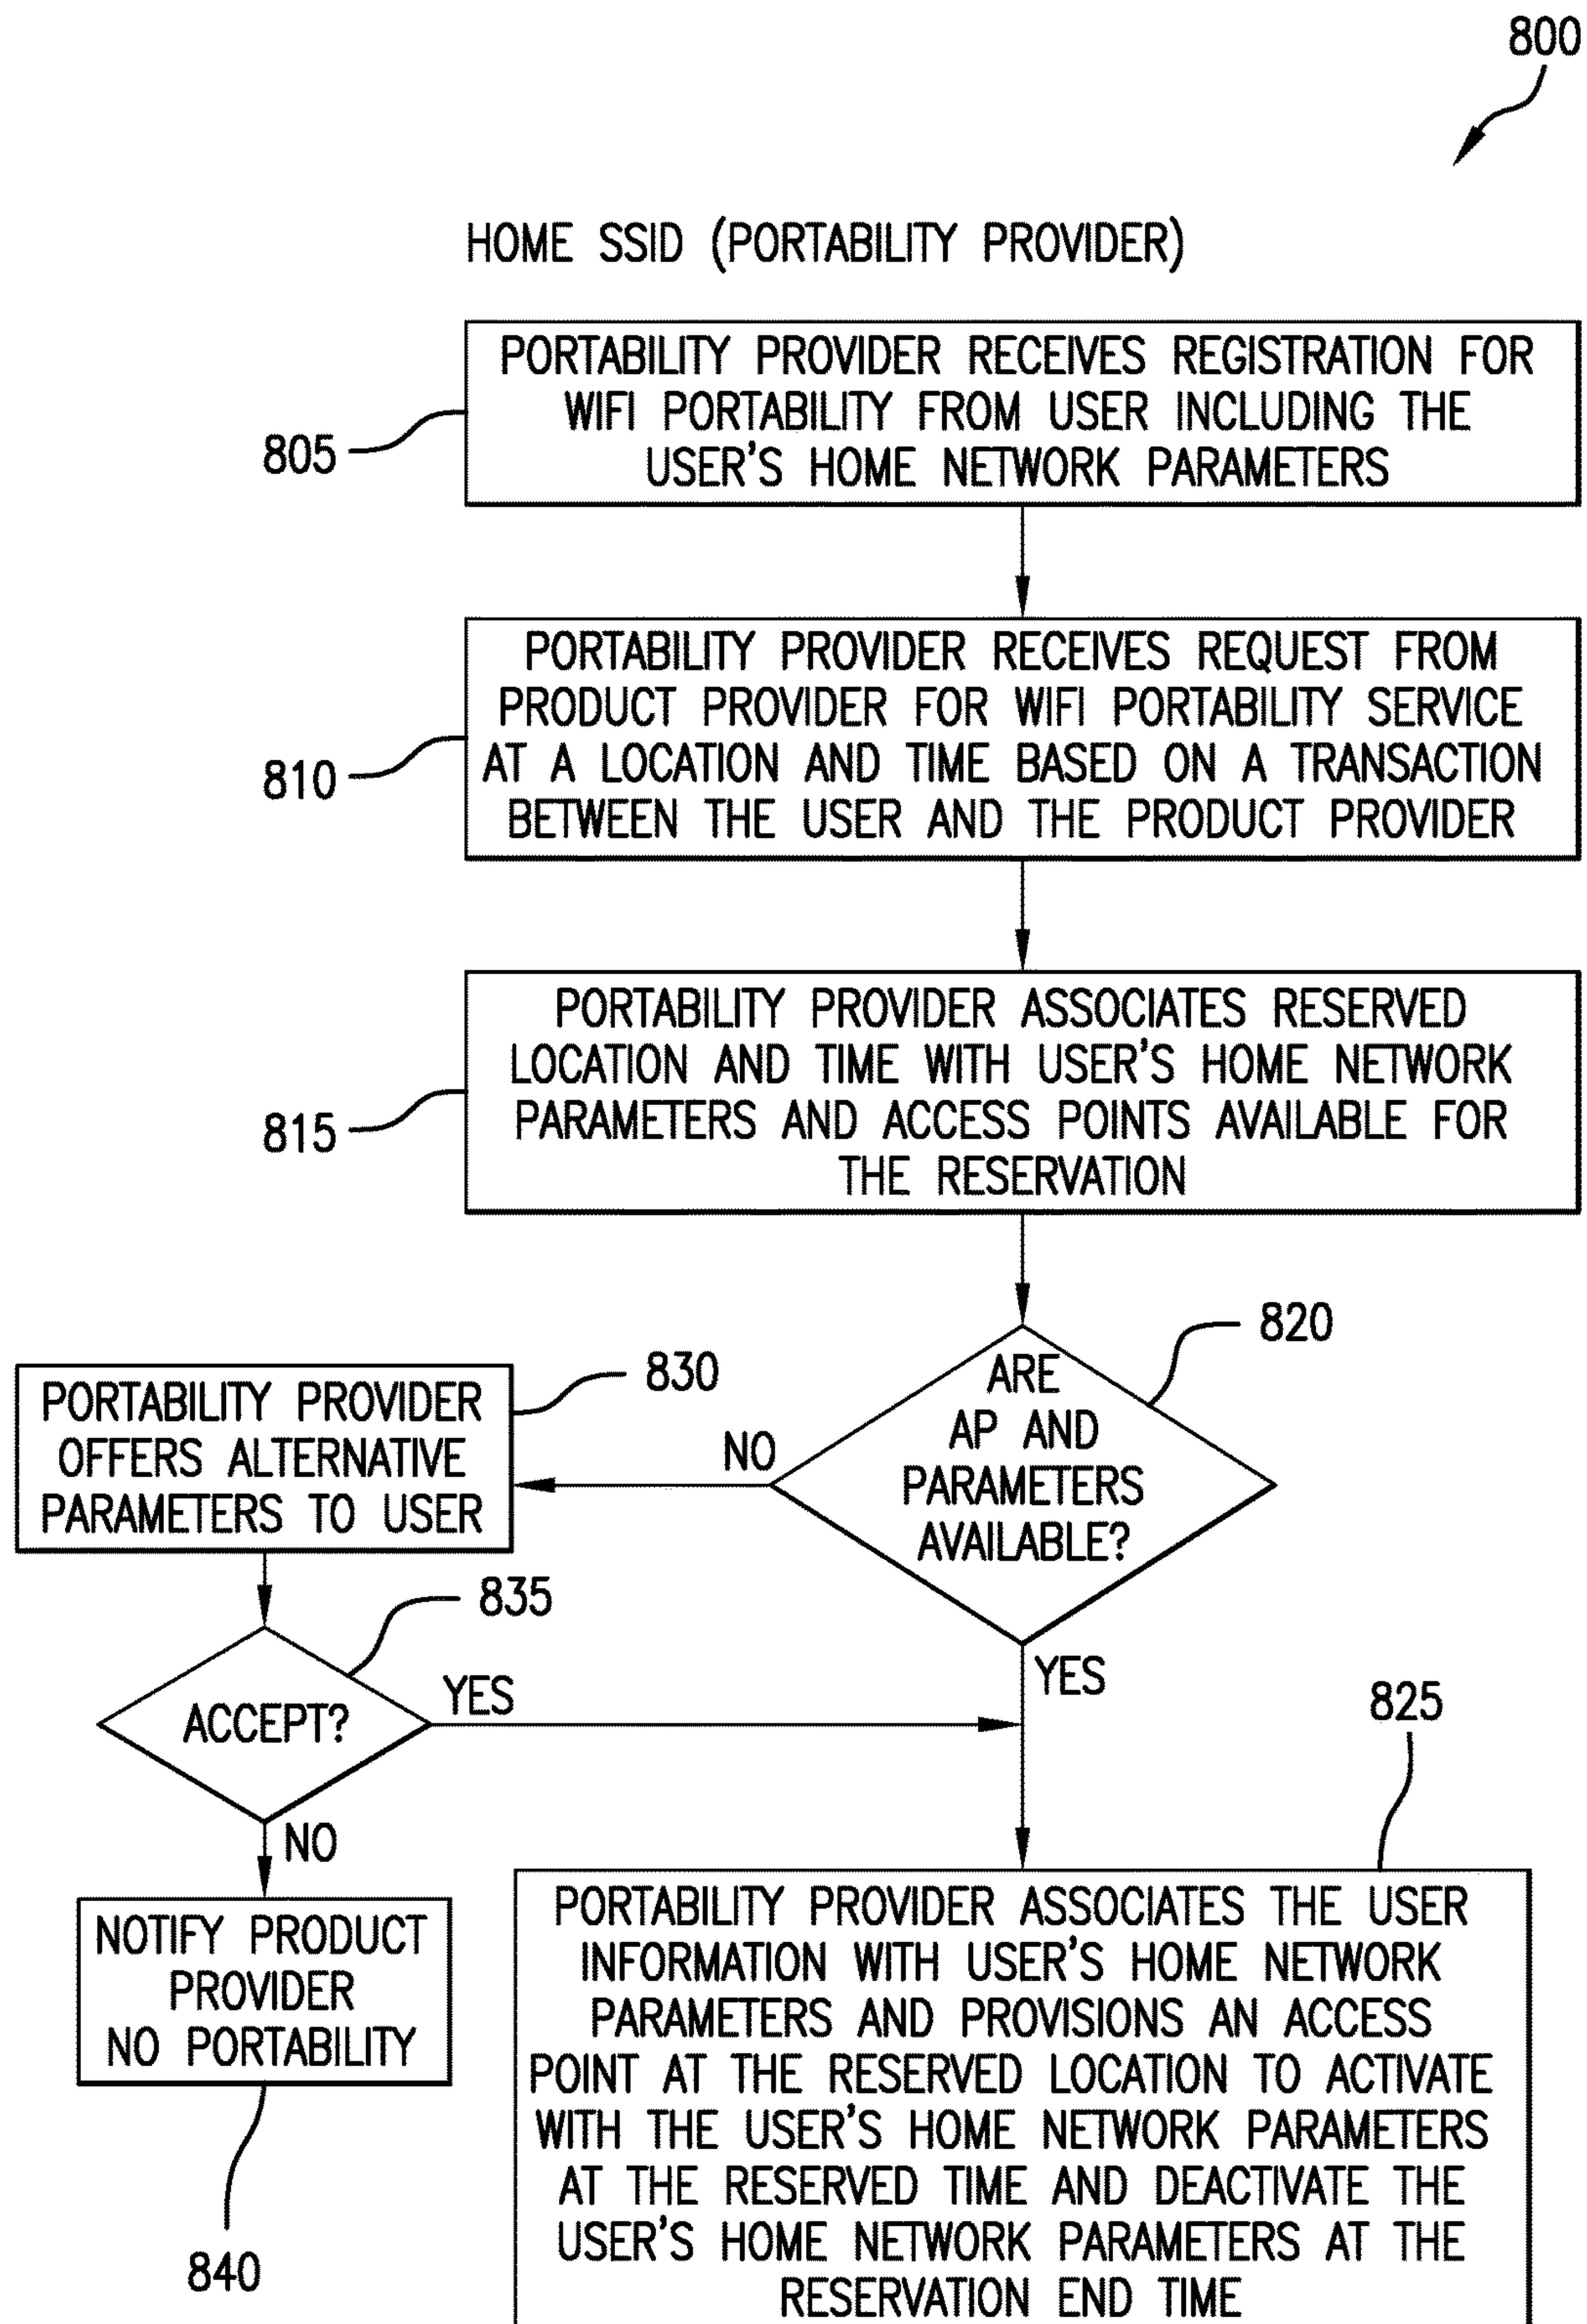 800
HOME SSID (PORTABILITY PROVIDER)
PORTABILITY PROVIDER RECEIVES REGISTRATION FOR
WIFI PORTABILITY FROM USER INCLUDING THE
USER'S HOME NETWORK PARAMETERS
805
PORTABILITY PROVIDER RECEIVES REQUEST FROM
PRODUCT PROVIDER FOR WIFI PORTABILITY SERVICE
AT A LOCATION AND TIME BASED ON A TRANSACTION
BETWEEN THE USER AND THE PRODUCT PROVIDER
810
PORTABILITY PROVIDER ASSOCIATES RESERVED
LOCATION AND TIME WITH USER'S HOME NETWORK
PARAMETERS AND ACCESS POINTS AVAILABLE FOR
THE RESERVATION
815
820
ARE
AP AND
PARAMETERS
AVAILABLE?
NO
YES
830
PORTABILITY PROVIDER
OFFERS ALTERNATIVE
PARAMETERS TO USER
835
ACCEPT?
YES
NO
825
NOTIFY PRODUCT
PROVIDER
NO PORTABILITY
840
PORTABILITY PROVIDER ASSOCIATES THE USER
INFORMATION WITH USER'S HOME NETWORK
PARAMETERS AND PROVISIONS AN ACCESS
POINT AT THE RESERVED LOCATION TO ACTIVATE
WITH THE USER'S HOME NETWORK PARAMETERS
AT THE RESERVED TIME AND DEACTIVATE THE
USER'S HOME NETWORK PARAMETERS AT THE
RESERVATION END TIME